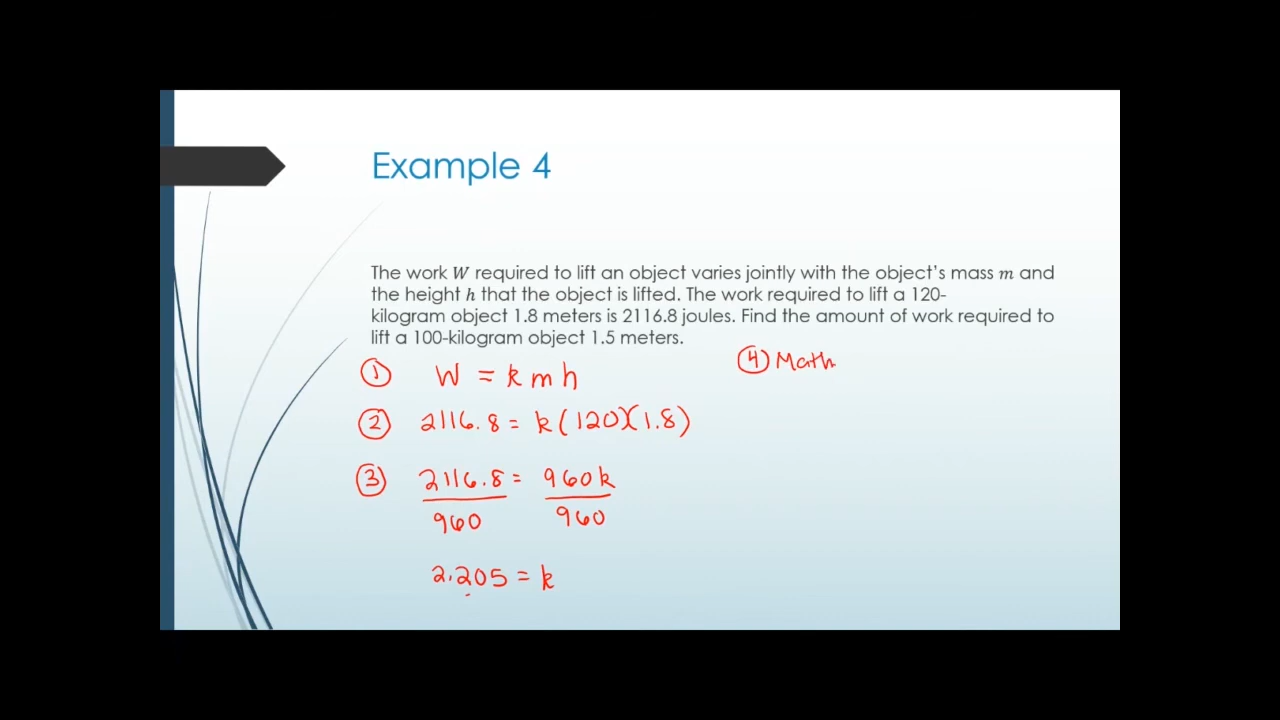 Example 4
The work W required to lift an object varies jointly with the object's mass m and
the height h that the object is lifted. The work required to lift a 120-
kilogram object 1.8 meters is 2116.8 joules. Find the amount of work required to
lift a 100-kilogram object 1.5 meters.
① W = k m h
② 2116.8 = k(120)(1.8)
③ 2116.8 = 960k
960 960
2.205 = k
④ Math